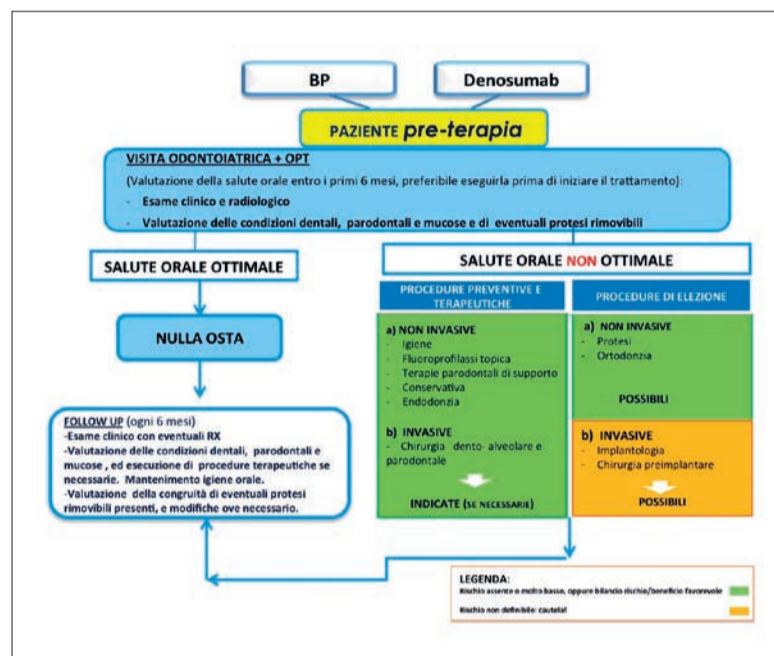 BP
Denosumab
PAZIENTE pre-terapia
VISITA ODONTOIATRICA + OPT
(Valutazione della salute orale entro i primi 6 mesi, preferibile eseguirla prima di iniziare il trattamento):
- Esame clinico e radiologico
- Valutazione delle condizioni dentali, parodontali e mucose e di eventuali protesi rimovibili
SALUTE ORALE OTTIMALE
NULLA OSTA
FOLLOW UP (ogni 6 mesi)
-Esame clinico con eventuali RX
-Valutazione delle condizioni dentali, parodontali e
mucose , ed esecuzione di procedure terapeutiche se
necessarie. Mantenimento igiene orale.
-Valutazione della congruità di eventuali protesi
rimovibili presenti, e modifiche ove necessario.
SALUTE ORALE NON OTTIMALE
PROCEDURE PREVENTIVE E
TERAPEUTICHE
a) NON INVASIVE
- Igiene
- Fluoroprofilassi topica
- Terapie parodontali di supporto
- Conservativa
- Endodonzia
b) INVASIVE
- Chirurgia dento- alveolare e
parodontale
INDICATE (SE NECESSARIE)
PROCEDURE DI ELEZIONE
a) NON INVASIVE
- Protesi
- Ortodonzia
POSSIBILI
b) INVASIVE
- Implantologia
- Chirurgia preimplantare
POSSIBILI
LEGENDA:
Rischio assente o molto basso, oppure bilancio rischio/beneficio favorevole
Rischio non definibile: cautela!